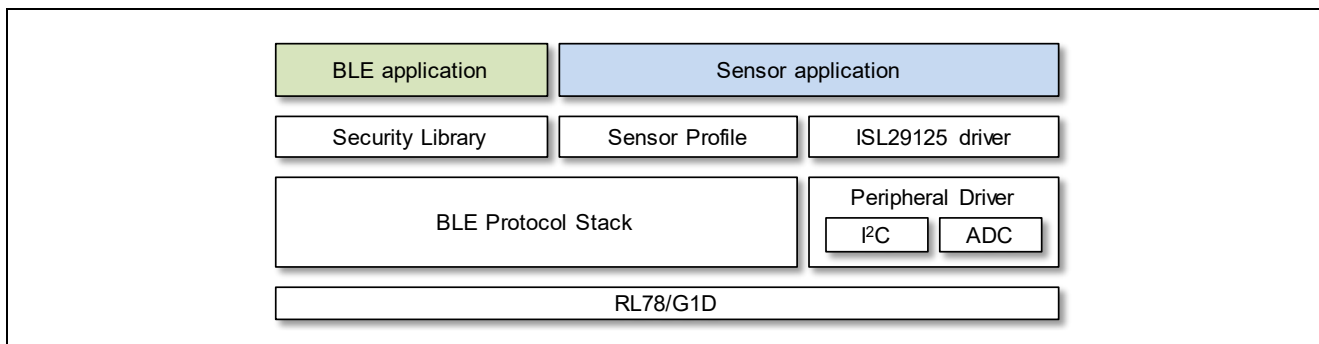 BLE application
Sensor application
Security Library
Sensor Profile
ISL29125 driver
BLE Protocol Stack
Peripheral Driver
I²C
ADC
RL78/G1D